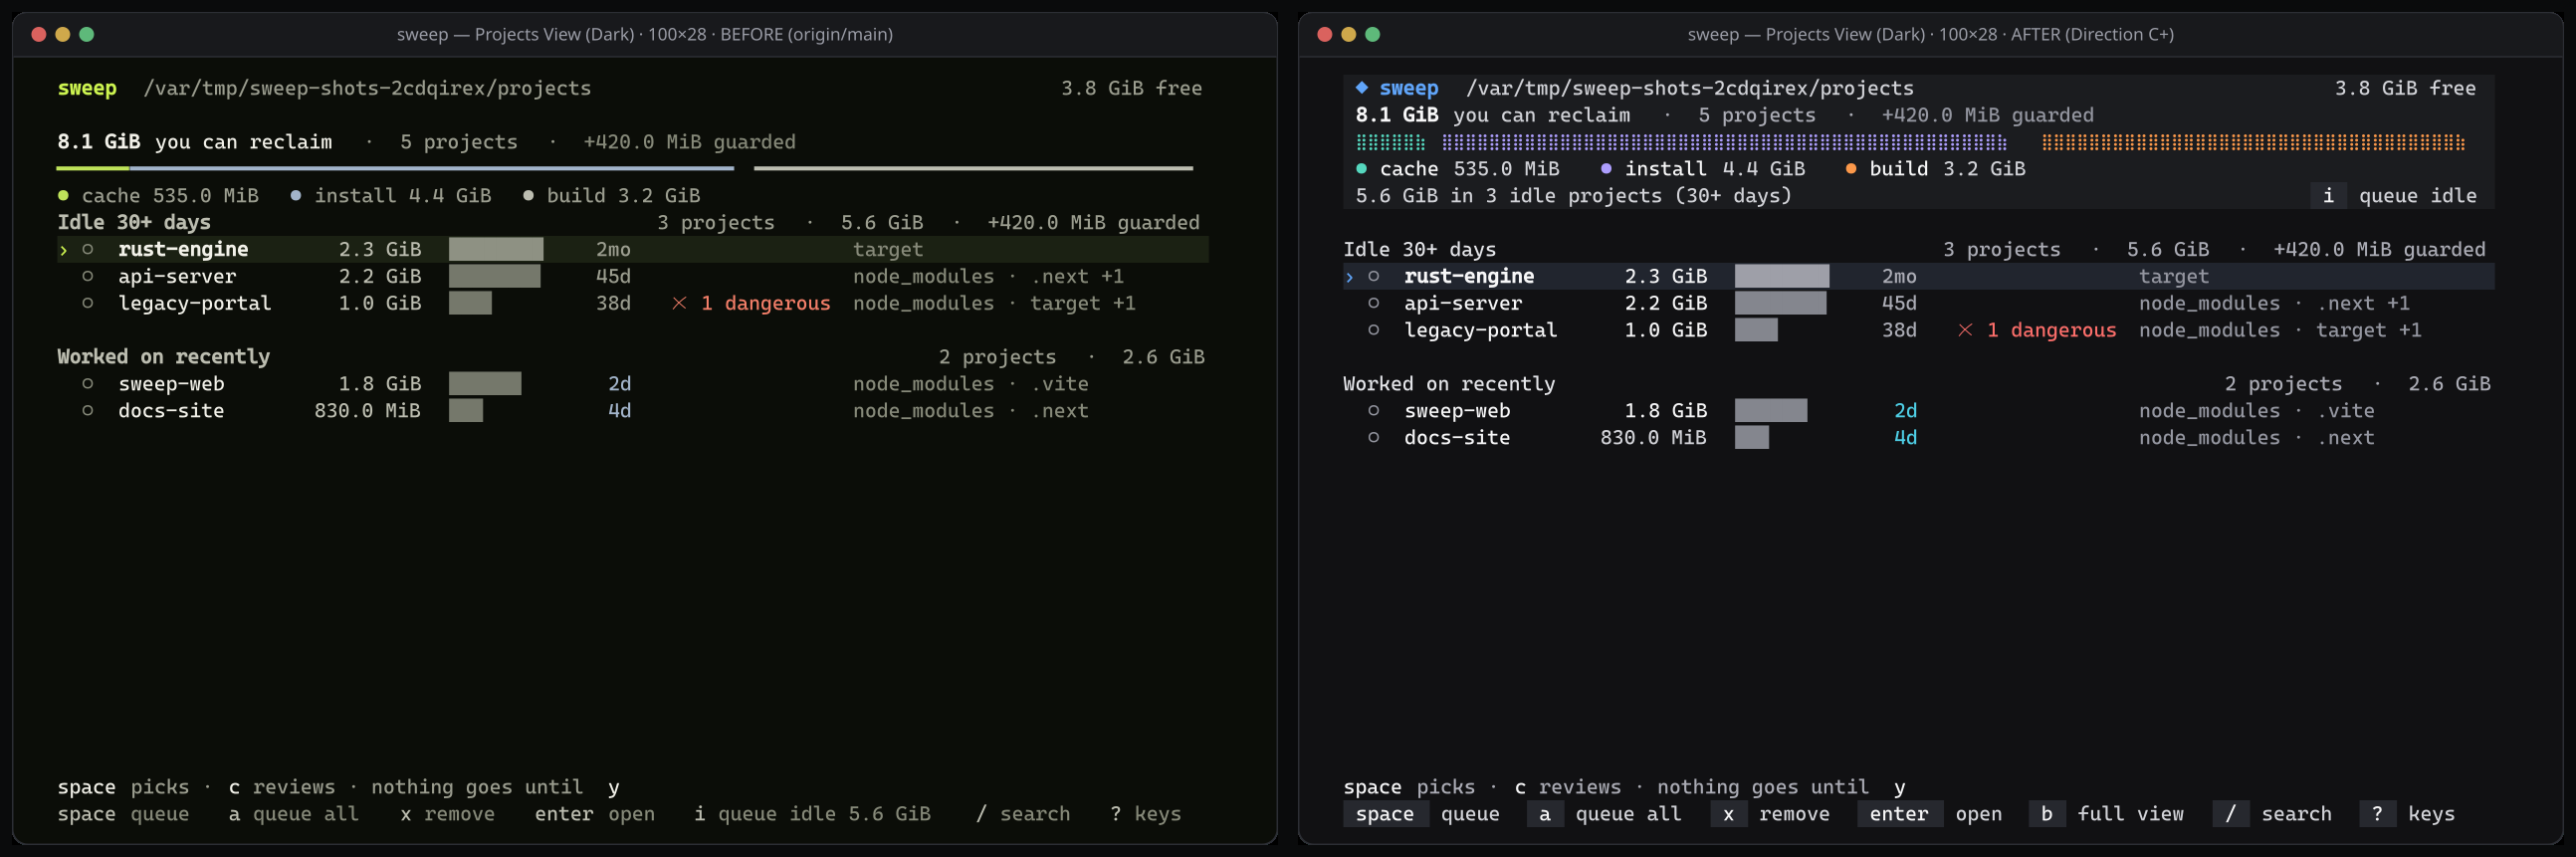 sweep — Projects View (Dark) · 100×28 · BEFORE (origin/main)
sweep /var/tmp/sweep-shots-2cdqirex/projects 3.8 GiB free
8.1 GiB you can reclaim · 5 projects · +420.0 MiB guarded
● cache 535.0 MiB ● install 4.4 GiB ● build 3.2 GiB
Idle 30+ days 3 projects · 5.6 GiB · +420.0 MiB guarded
› ○ rust-engine 2.3 GiB 2mo target
○ api-server 2.2 GiB 45d node_modules · .next +1
○ legacy-portal 1.0 GiB 38d × 1 dangerous node_modules · target +1
Worked on recently 2 projects · 2.6 GiB
○ sweep-web 1.8 GiB 2d node_modules · .vite
○ docs-site 830.0 MiB 4d node_modules · .next
space picks · c reviews · nothing goes until y
space queue a queue all x remove enter open i queue idle 5.6 GiB / search ? keys
sweep — Projects View (Dark) · 100×28 · AFTER (Direction C+)
◆ sweep /var/tmp/sweep-shots-2cdqirex/projects 3.8 GiB free
8.1 GiB you can reclaim · 5 projects · +420.0 MiB guarded
● cache 535.0 MiB ● install 4.4 GiB ● build 3.2 GiB
5.6 GiB in 3 idle projects (30+ days) i queue idle
Idle 30+ days 3 projects · 5.6 GiB · +420.0 MiB guarded
› ○ rust-engine 2.3 GiB 2mo target
○ api-server 2.2 GiB 45d node_modules · .next +1
○ legacy-portal 1.0 GiB 38d × 1 dangerous node_modules · target +1
Worked on recently 2 projects · 2.6 GiB
○ sweep-web 1.8 GiB 2d node_modules · .vite
○ docs-site 830.0 MiB 4d node_modules · .next
space picks · c reviews · nothing goes until y
space queue a queue all x remove enter open b full view / search ? keys